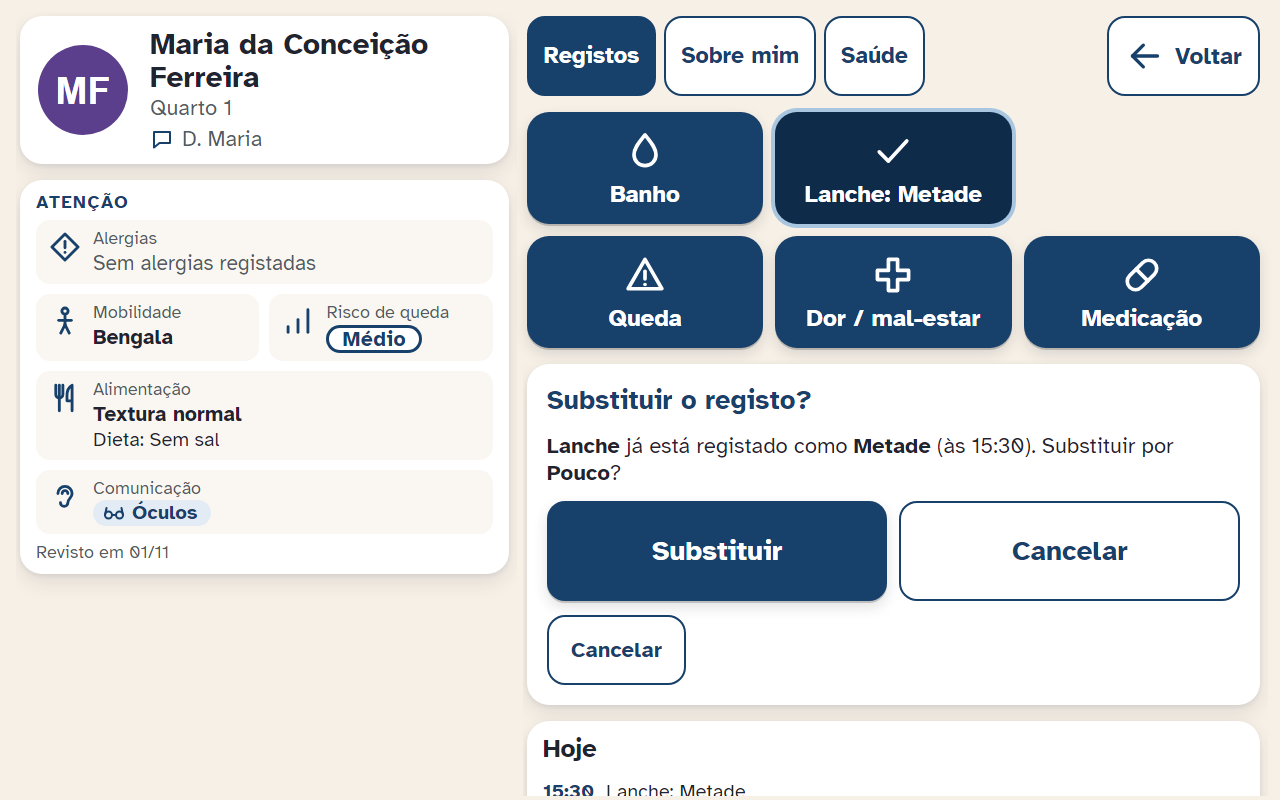 MF
Maria da Conceição
Ferreira
Quarto 1
D. Maria
ATENÇÃO
Alergias
Sem alergias registadas
Mobilidade
Bengala
Risco de queda
Médio
Alimentação
Textura normal
Dieta: Sem sal
Comunicação
Óculos
Revisto em 01/11
Registos
Sobre mim
Saúde
Voltar
Banho
Lanche: Metade
Queda
Dor / mal-estar
Medicação
Substituir o registo?
Lanche já está registado como Metade (às 15:30). Substituir por
Pouco?
Substituir
Cancelar
Cancelar
Hoje
15:30 Lanche: Metade